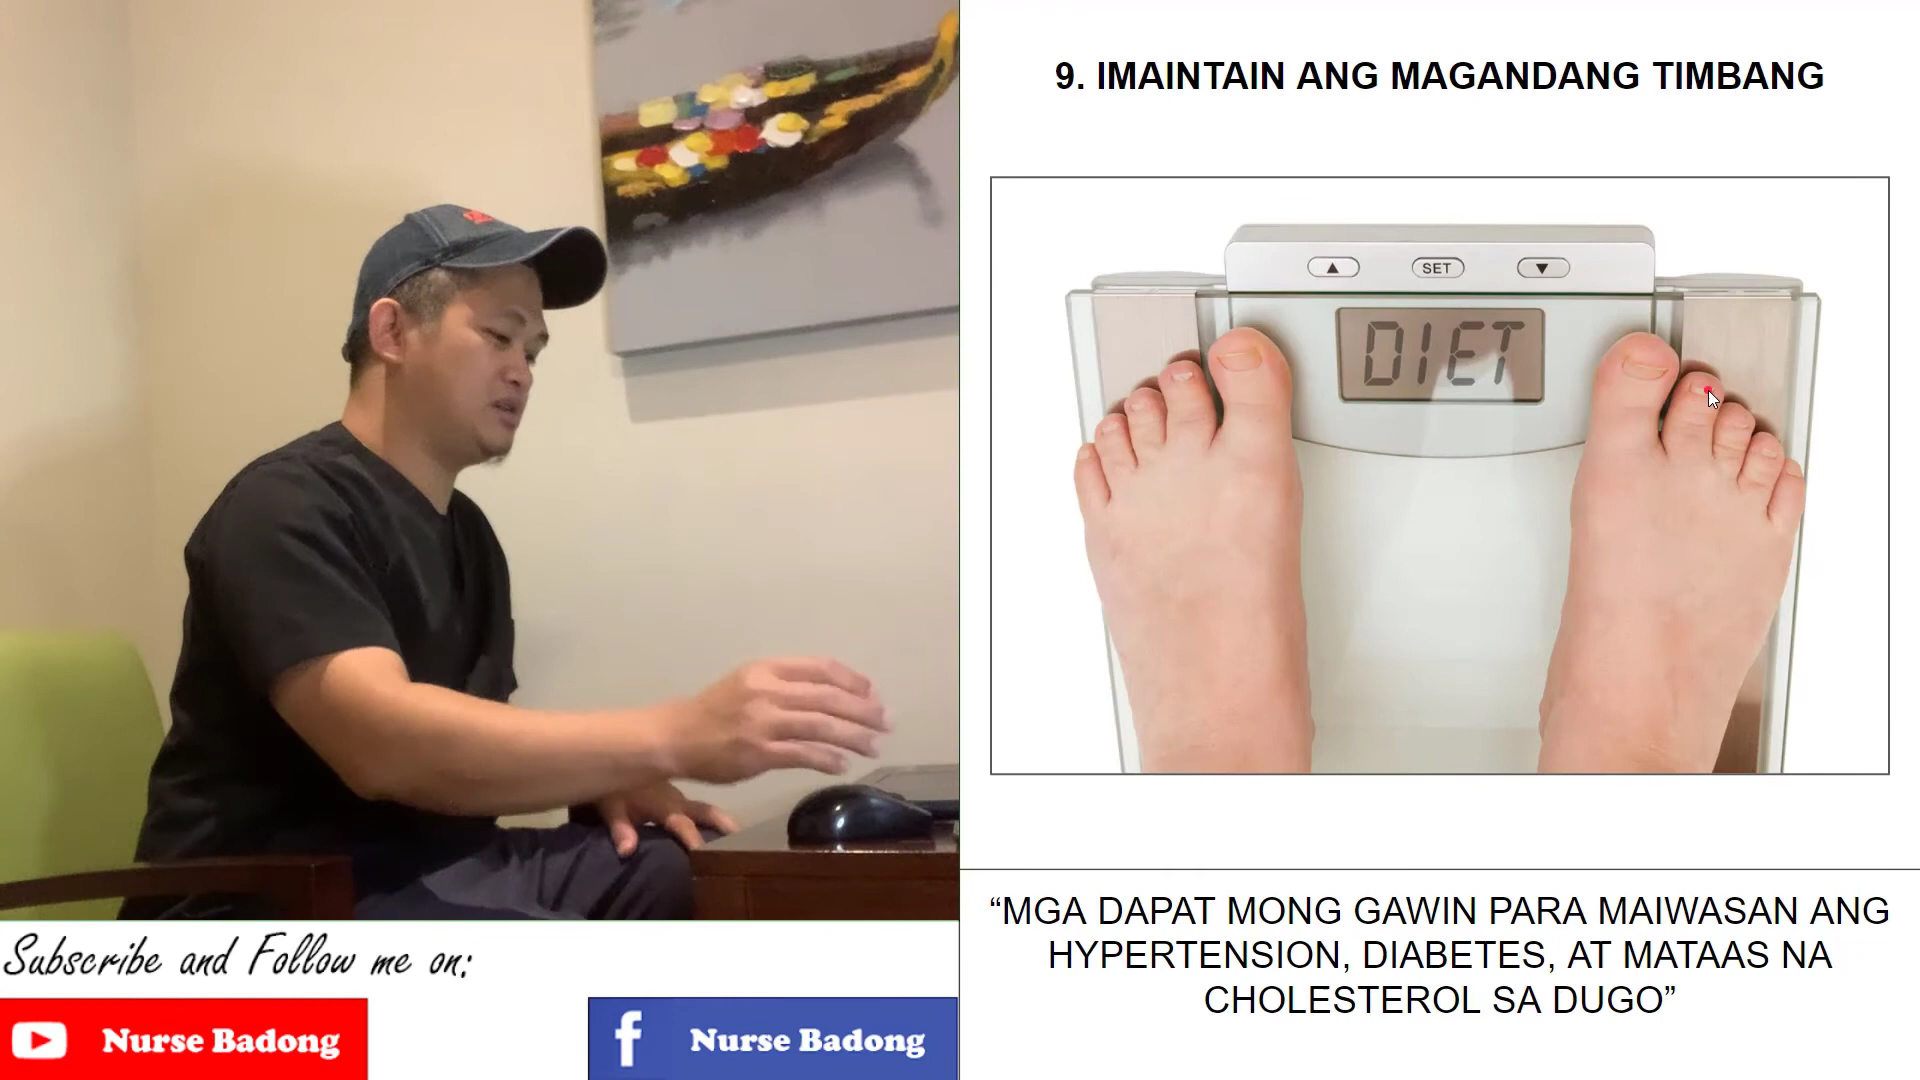 9. IMAINTAIN ANG MAGANDANG TIMBANG
SET
DIET
“MGA DAPAT MONG GAWIN PARA MAIWASAN ANG
HYPERTENSION, DIABETES, AT MATAAS NA
CHOLESTEROL SA DUGO”
Subscribe and Follow me on:
Nurse Badong
f Nurse Badong